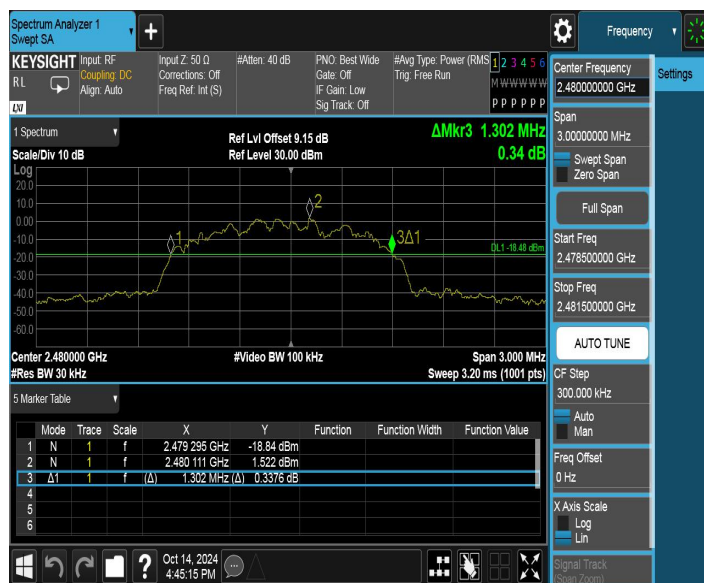 Spectrum Analyzer 1
Swept SA
Frequency
KEYSIGHT
R L
LXI
Input: RF
Coupling: DC
Align: Auto
Input Z: 50 Ω
Corrections: Off
Freq Ref: Int (S)
#Atten: 40 dB
PNO: Best Wide
Gate: Off
IF Gain: Low
Sig Track: Off
#Avg Type: Power (RMS
Trig: Free Run
1 2 3 4 5 6
M W W W W W
P P P P P P
Center Frequency
2.480000000 GHz
Settings
Span
3.00000000 MHz
Swept Span
Zero Span
Full Span
Start Freq
2.478500000 GHz
Stop Freq
2.481500000 GHz
AUTO TUNE
CF Step
300.000 kHz
Auto
Man
Freq Offset
0 Hz
X Axis Scale
Log
Lin
Signal Track
(Span Zoom)
1 Spectrum
Scale/Div 10 dB
Ref Lvl Offset 9.15 dB
Ref Level 30.00 dBm
ΔMkr3 1.302 MHz
0.34 dB
Log
20.0
10.0
0.00
-10.0
-20.0
-30.0
-40.0
-50.0
-60.0
1
2
3Δ1
DL1 -18.48 dBm
Center 2.480000 GHz
#Res BW 30 kHz
#Video BW 100 kHz
Span 3.000 MHz
Sweep 3.20 ms (1001 pts)
5 Marker Table
Mode Trace Scale X Y Function Function Width Function Value
1 N 1 f 2.479 295 GHz -18.84 dBm
2 N 1 f 2.480 111 GHz 1.522 dBm
3 Δ1 1 f (Δ) 1.302 MHz (Δ) 0.3376 dB
4
5
6
Oct 14, 2024
4:45:15 PM